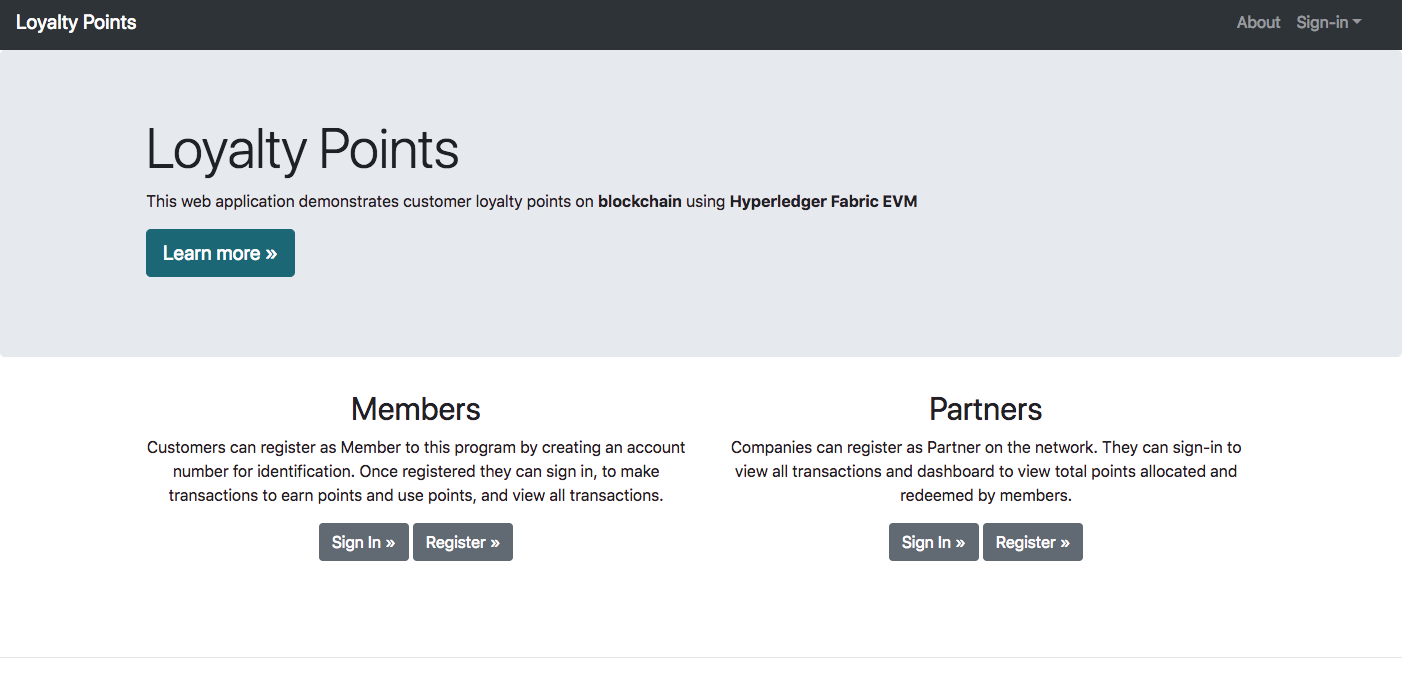 Loyalty Points
About
Sign-in
Loyalty Points
This web application demonstrates customer loyalty points on blockchain using Hyperledger Fabric EVM
Learn more »
Members
Customers can register as Member to this program by creating an account
number for identification. Once registered they can sign in, to make
transactions to earn points and use points, and view all transactions.
Sign In »
Register »
Partners
Companies can register as Partner on the network. They can sign-in to
view all transactions and dashboard to view total points allocated and
redeemed by members.
Sign In »
Register »